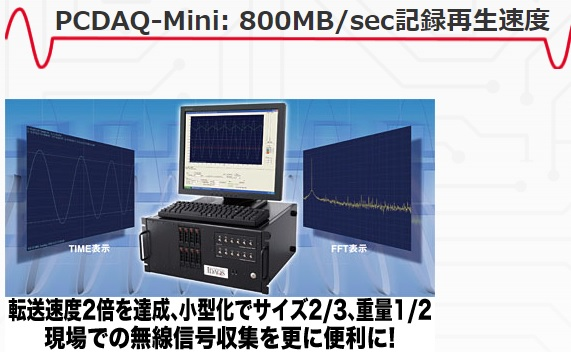 PCDAQ-Mini: 800MB/sec記録再生速度
TIME表示
FFT表示
IDAQS
転送速度2倍を達成、小型化でサイズ2/3、重量1/2
現場での無線信号収集を更に便利に!